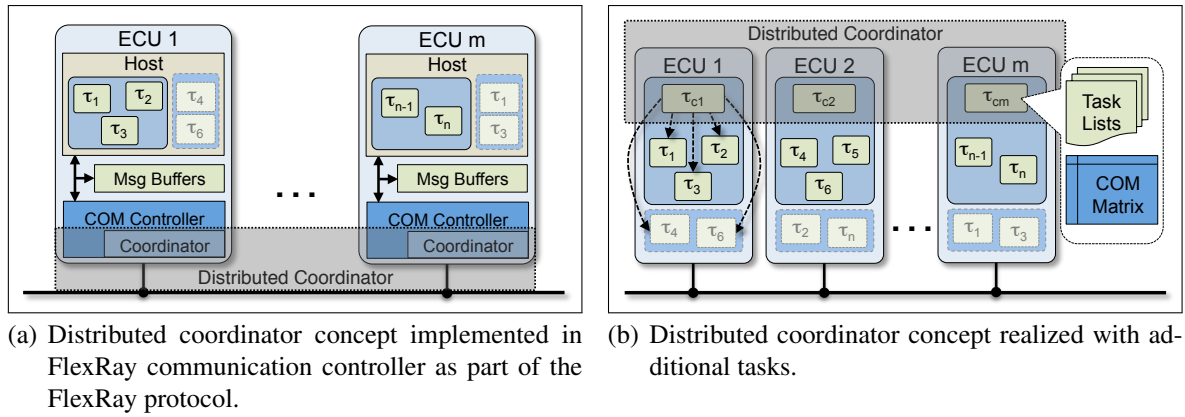 ECU 1
Host
τ1
τ2
τ3
τ4
τ6
Msg Buffers
COM Controller
Coordinator
. . .
ECU m
Host
τn-1
τn
τ1
τ3
Msg Buffers
COM Controller
Coordinator
Distributed Coordinator
(a) Distributed coordinator concept implemented in
FlexRay communication controller as part of the
FlexRay protocol.
Distributed Coordinator
ECU 1
τc1
τ1
τ2
τ3
τ4
τ6
ECU 2
τc2
τ4
τ5
τ6
τ2
τn
. . .
ECU m
τcm
τn-1
τn
τ1
τ3
Task
Lists
COM
Matrix
(b) Distributed coordinator concept realized with ad-
ditional tasks.